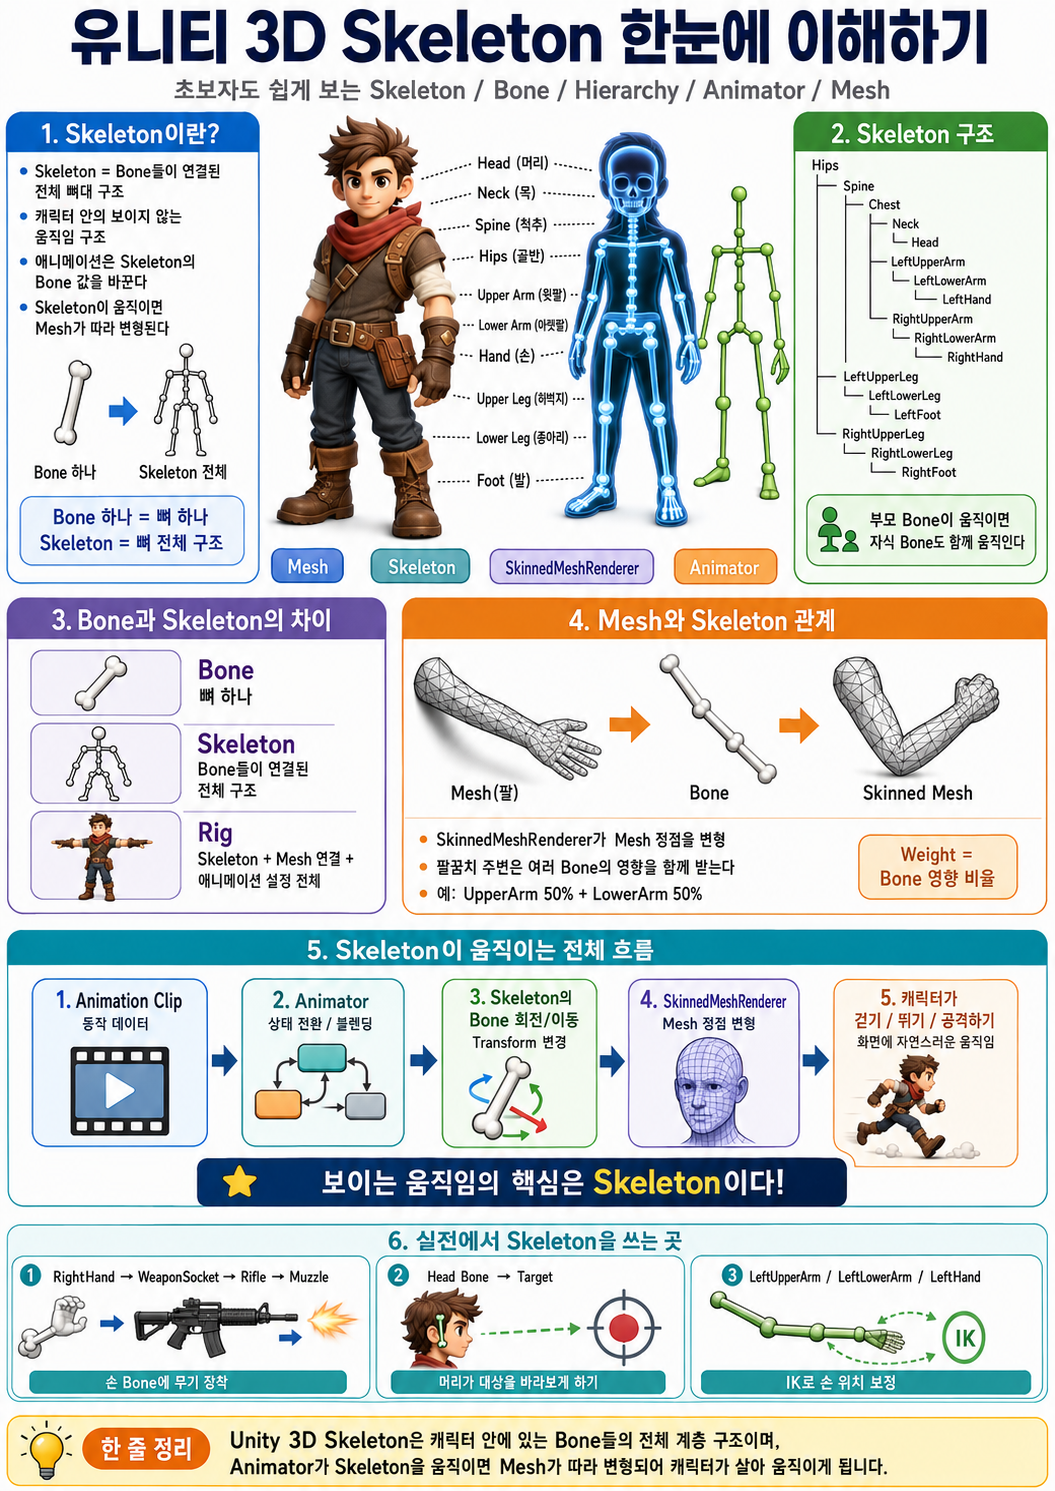 유니티 3D Skeleton 한눈에 이해하기
초보자도 쉽게 보는 Skeleton / Bone / Hierarchy / Animator / Mesh
1. Skeleton이란?
Skeleton = Bone들이 연결된
전체 뼈대 구조
캐릭터 안의 보이지 않는
움직임 구조
애니메이션은 Skeleton의
Bone 값을 바꾼다
Skeleton이 움직이면
Mesh가 따라 변형된다
Bone 하나
Skeleton 전체
Bone 하나 = 뼈 하나
Skeleton = 뼈 전체 구조
Head (머리)
Neck (목)
Spine (척추)
Hips (골반)
Upper Arm (윗팔)
Lower Arm (아랫팔)
Hand (손)
Upper Leg (허벅지)
Lower Leg (종아리)
Foot (발)
Mesh
Skeleton
SkinnedMeshRenderer
Animator
2. Skeleton 구조
Hips
Spine
Chest
Neck
Head
LeftUpperArm
LeftLowerArm
LeftHand
RightUpperArm
RightLowerArm
RightHand
LeftUpperLeg
LeftLowerLeg
LeftFoot
RightUpperLeg
RightLowerLeg
RightFoot
부모 Bone이 움직이면
자식 Bone도 함께 움직인다
3. Bone과 Skeleton의 차이
Bone
뼈 하나
Skeleton
Bone들이 연결된
전체 구조
Rig
Skeleton + Mesh 연결 +
애니메이션 설정 전체
4. Mesh와 Skeleton 관계
Mesh(팔)
Bone
Skinned Mesh
SkinnedMeshRenderer가 Mesh 정점을 변형
팔꿈치 주변은 여러 Bone의 영향을 함께 받는다
예: UpperArm 50% + LowerArm 50%
Weight =
Bone 영향 비율
5. Skeleton이 움직이는 전체 흐름
1. Animation Clip
동작 데이터
2. Animator
상태 전환 / 블렌딩
3. Skeleton의
Bone 회전/이동
Transform 변경
4. SkinnedMeshRenderer
Mesh 정점 변형
5. 캐릭터가
걷기 / 뛰기 / 공격하기
화면에 자연스러운 움직임
보이는 움직임의 핵심은 Skeleton이다!
6. 실전에서 Skeleton을 쓰는 곳
1 RightHand → WeaponSocket → Rifle → Muzzle
손 Bone에 무기 장착
2 Head Bone → Target
머리가 대상을 바라보게 하기
3 LeftUpperArm / LeftLowerArm / LeftHand
IK
IK로 손 위치 보정
한 줄 정리
Unity 3D Skeleton은 캐릭터 안에 있는 Bone들의 전체 계층 구조이며,
Animator가 Skeleton을 움직이면 Mesh가 따라 변형되어 캐릭터가 살아 움직이게 됩니다.